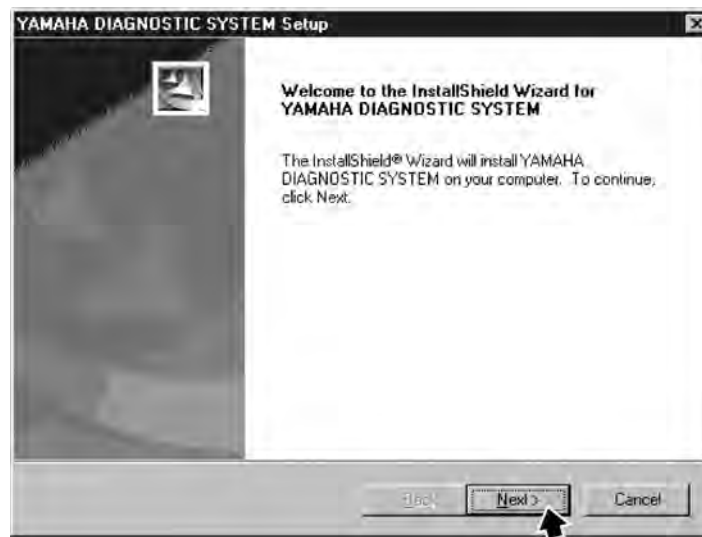 YAMAHA DIAGNOSTIC SYSTEM Setup
Welcome to the InstallShield Wizard for
YAMAHA DIAGNOSTIC SYSTEM
The InstallShield® Wizard will install YAMAHA
DIAGNOSTIC SYSTEM on your computer. To continue,
click Next.
Back Next > Cancel